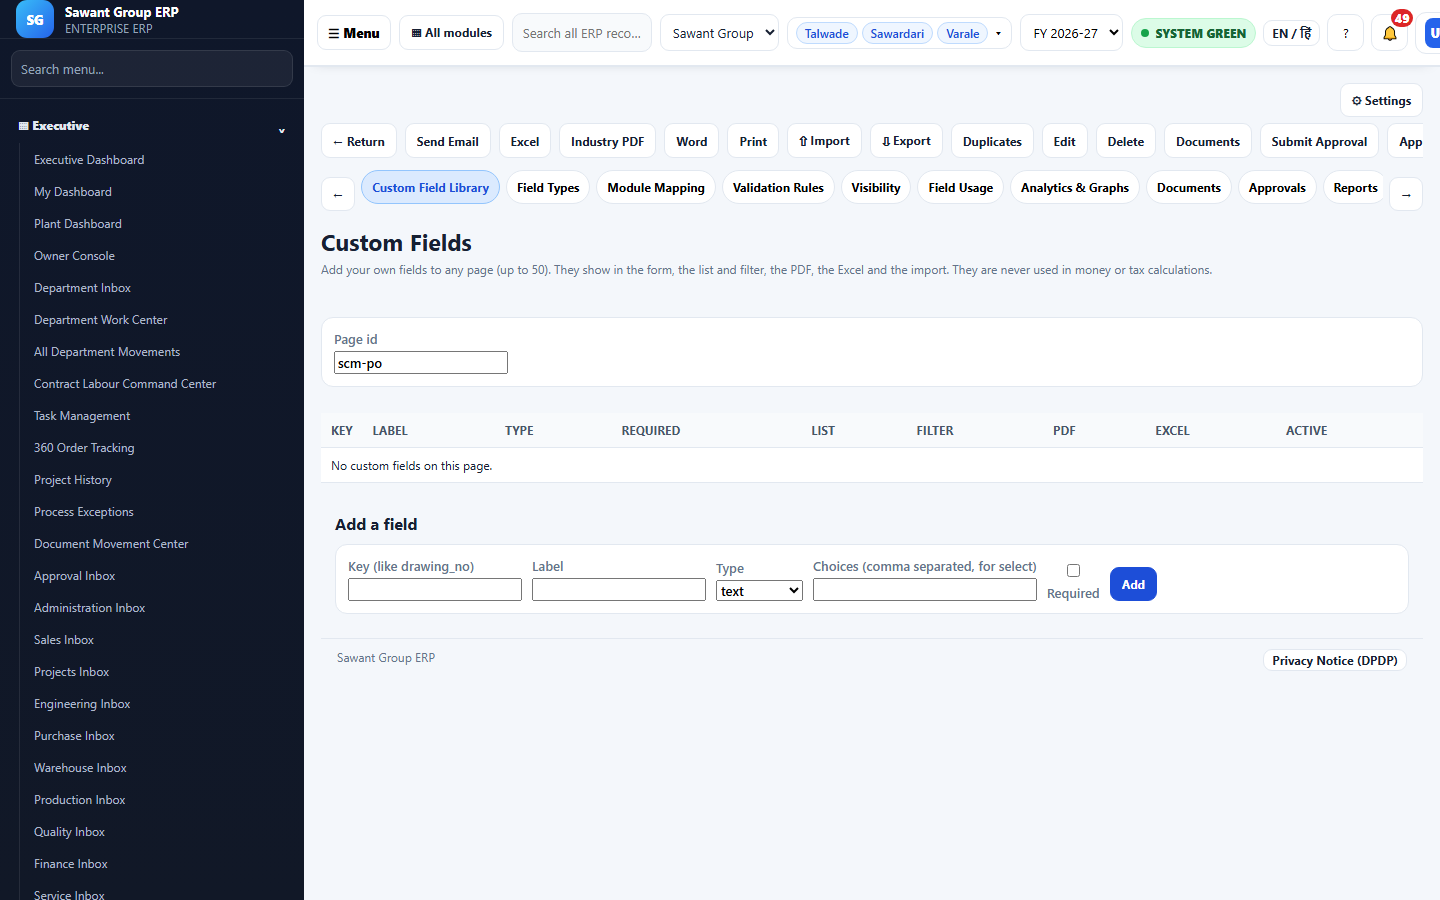 SG
Sawant Group ERP
ENTERPRISE ERP
Search menu...
Executive
Executive Dashboard
My Dashboard
Plant Dashboard
Owner Console
Department Inbox
Department Work Center
All Department Movements
Contract Labour Command Center
Task Management
360 Order Tracking
Project History
Process Exceptions
Document Movement Center
Approval Inbox
Administration Inbox
Sales Inbox
Projects Inbox
Engineering Inbox
Purchase Inbox
Warehouse Inbox
Production Inbox
Quality Inbox
Finance Inbox
Service Inbox
☰ Menu
All modules
Search all ERP reco...
Sawant Group
Talwade Sawardari Varale
FY 2026-27
SYSTEM GREEN
EN / हिं
?
49
U
⚙ Settings
← Return
Send Email
Excel
Industry PDF
Word
Print
⇧ Import
⇩ Export
Duplicates
Edit
Delete
Documents
Submit Approval
App
←
Custom Field Library
Field Types
Module Mapping
Validation Rules
Visibility
Field Usage
Analytics & Graphs
Documents
Approvals
Reports
→
Custom Fields
Add your own fields to any page (up to 50). They show in the form, the list and filter, the PDF, the Excel and the import. They are never used in money or tax calculations.
Page id
scm-po
KEY LABEL TYPE REQUIRED LIST FILTER PDF EXCEL ACTIVE
No custom fields on this page.
Add a field
Key (like drawing_no)
Label
Type
text
Choices (comma separated, for select)
Required
Add
Sawant Group ERP
Privacy Notice (DPDP)